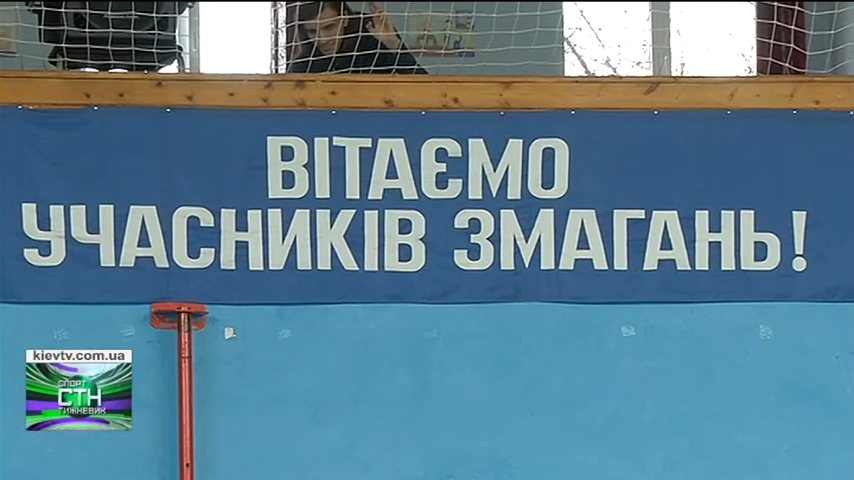 ВІТАЄМО
УЧАСНИКІВ ЗМАГАНЬ!
kievtv.com.ua
СПОРТ
СТН
ТИЖНЕВИК